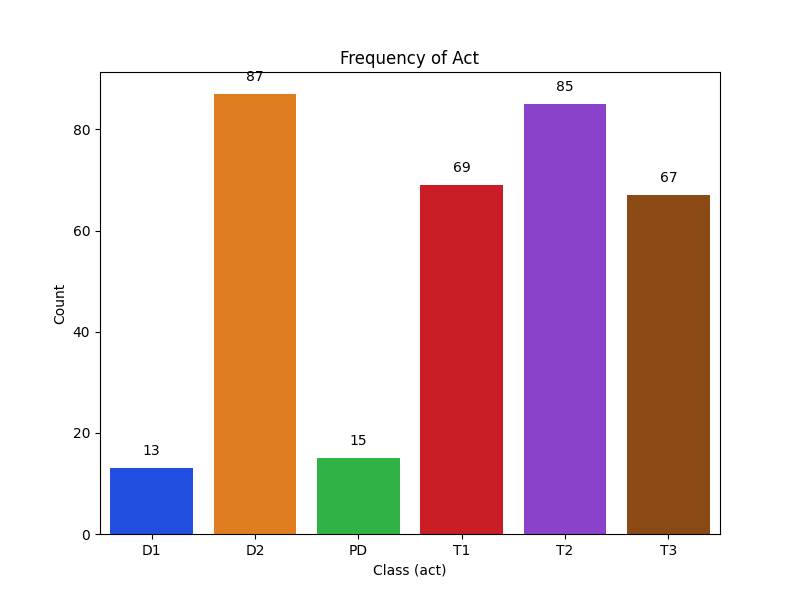 Frequency of Act
87
85
80
69
67
60
Count
40
20
15
13
0
D1 D2 PD T1 T2 T3
Class (act)